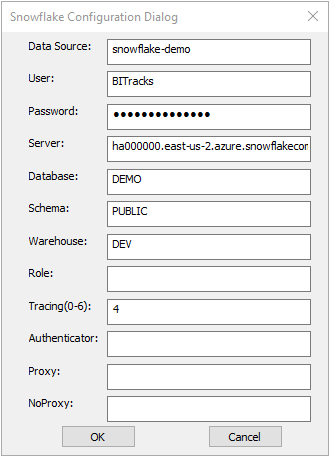 Snowflake Configuration Dialog
Data Source: snowflake-demo
User: BITracks
Password: ●●●●●●●●●●●●●●
Server: ha000000.east-us-2.azure.snowflakecom
Database: DEMO
Schema: PUBLIC
Warehouse: DEV
Role:
Tracing(0-6): 4
Authenticator:
Proxy:
NoProxy:
OK Cancel